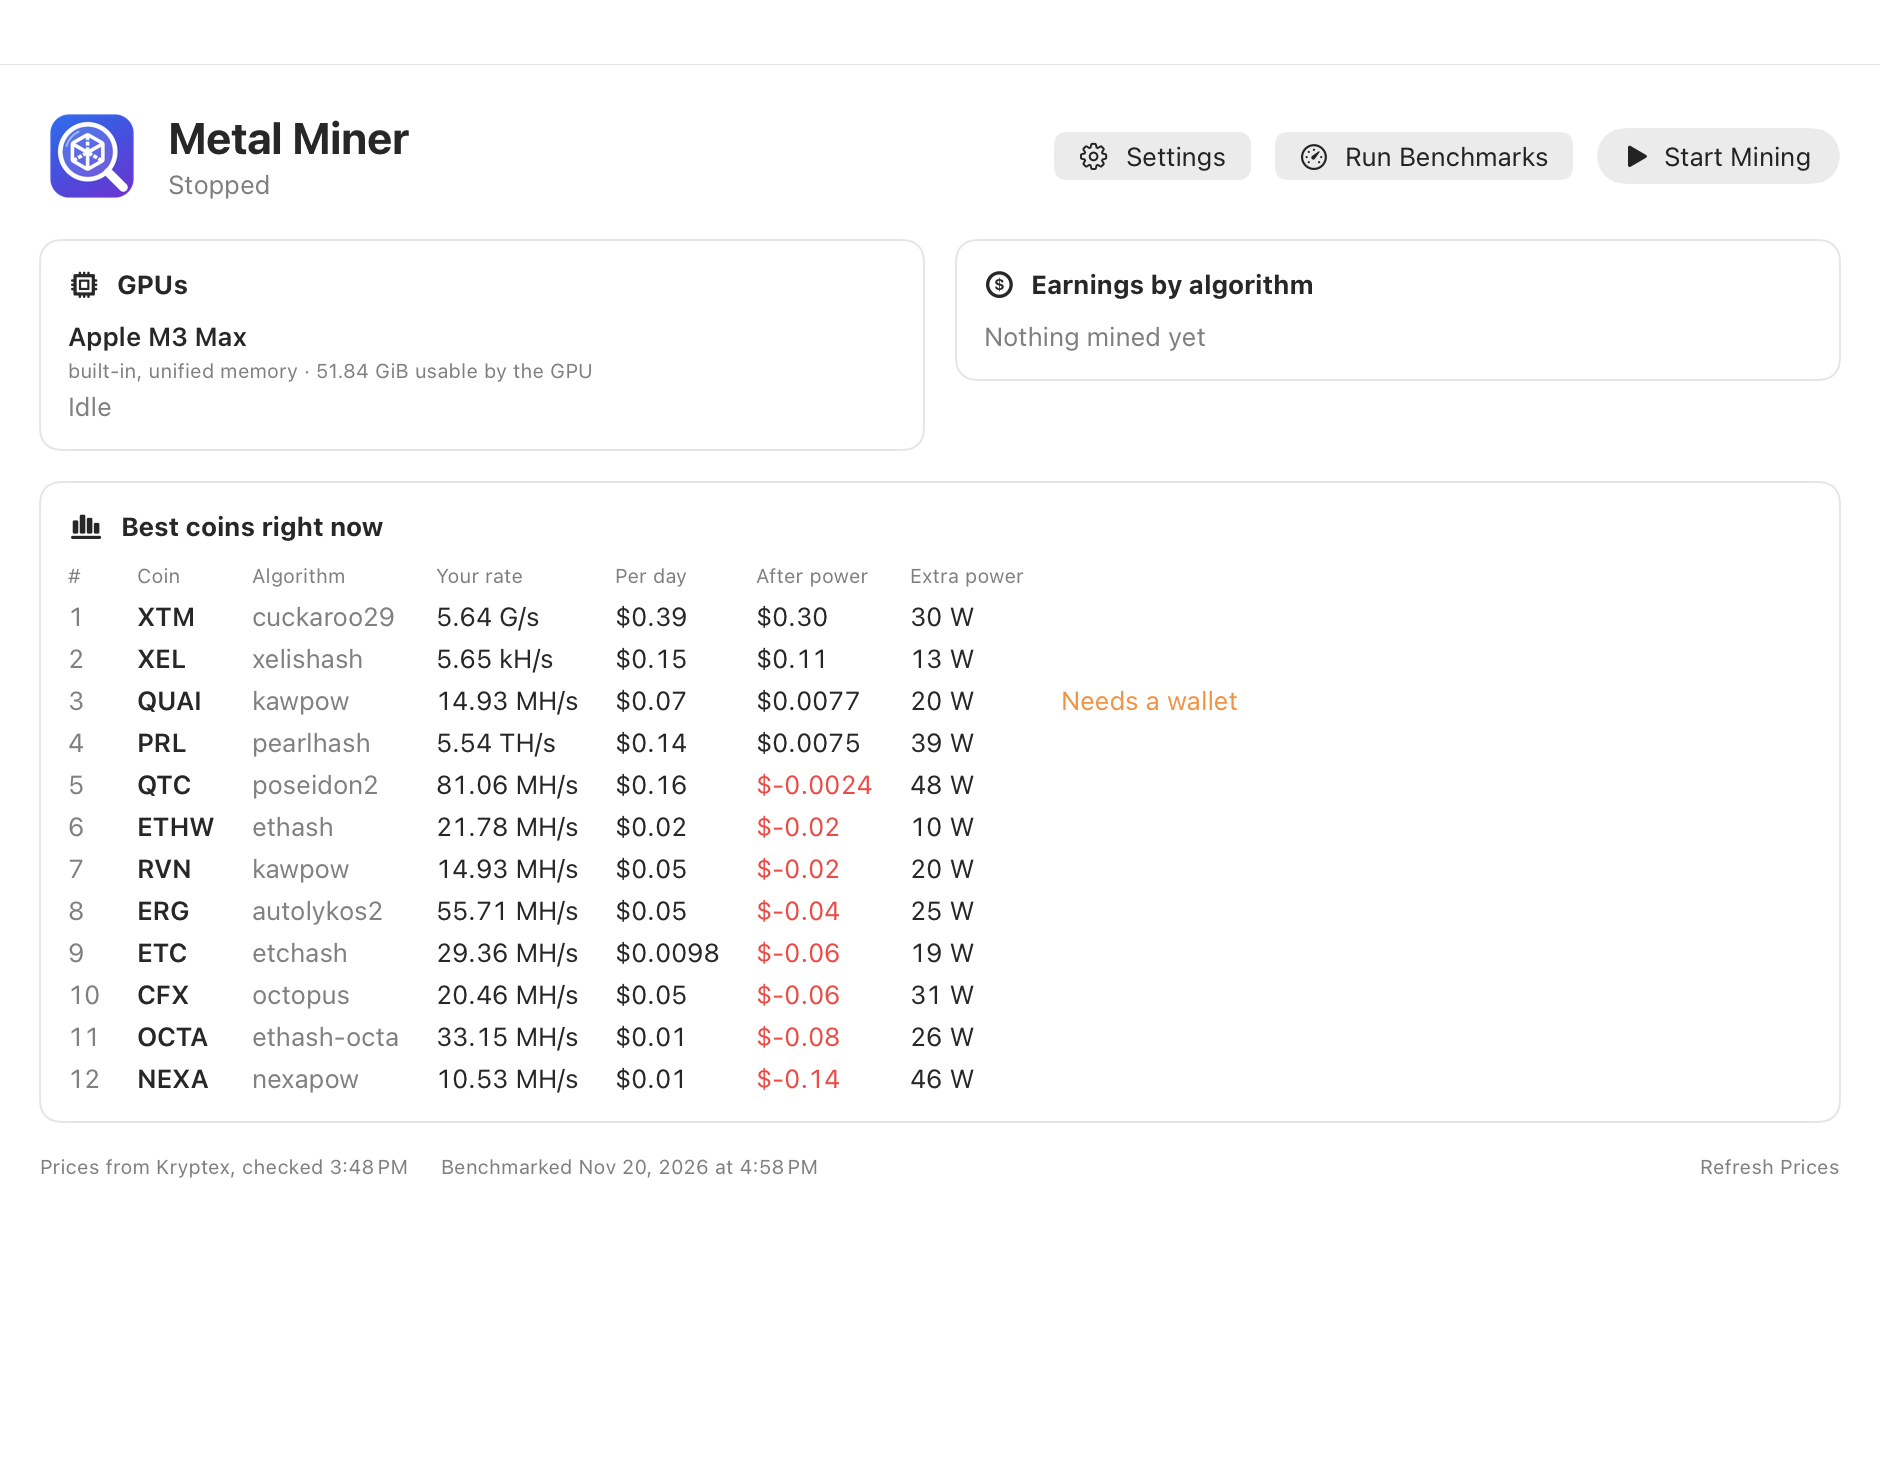 Metal Miner
Stopped
Settings
Run Benchmarks
Start Mining
GPUs
Apple M3 Max
built-in, unified memory · 51.84 GiB usable by the GPU
Idle
Earnings by algorithm
Nothing mined yet
Best coins right now
# Coin Algorithm Your rate Per day After power Extra power
1 XTM cuckaroo29 5.64 G/s $0.39 $0.30 30 W
2 XEL xelishash 5.65 kH/s $0.15 $0.11 13 W
3 QUAI kawpow 14.93 MH/s $0.07 $0.0077 20 W Needs a wallet
4 PRL pearlhash 5.54 TH/s $0.14 $0.0075 39 W
5 QTC poseidon2 81.06 MH/s $0.16 $-0.0024 48 W
6 ETHW ethash 21.78 MH/s $0.02 $-0.02 10 W
7 RVN kawpow 14.93 MH/s $0.05 $-0.02 20 W
8 ERG autolykos2 55.71 MH/s $0.05 $-0.04 25 W
9 ETC etchash 29.36 MH/s $0.0098 $-0.06 19 W
10 CFX octopus 20.46 MH/s $0.05 $-0.06 31 W
11 OCTA ethash-octa 33.15 MH/s $0.01 $-0.08 26 W
12 NEXA nexapow 10.53 MH/s $0.01 $-0.14 46 W
Prices from Kryptex, checked 3:48 PM
Benchmarked Nov 20, 2026 at 4:58 PM
Refresh Prices